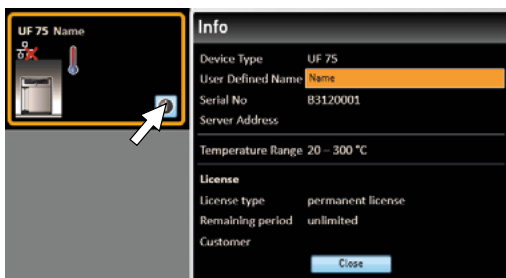 UF 75 Name
Info
Device Type UF 75
User Defined Name Name
Serial No B3120001
Server Address
Temperature Range 20 – 300 °C
License
License type permanent license
Remaining period unlimited
Customer
Close